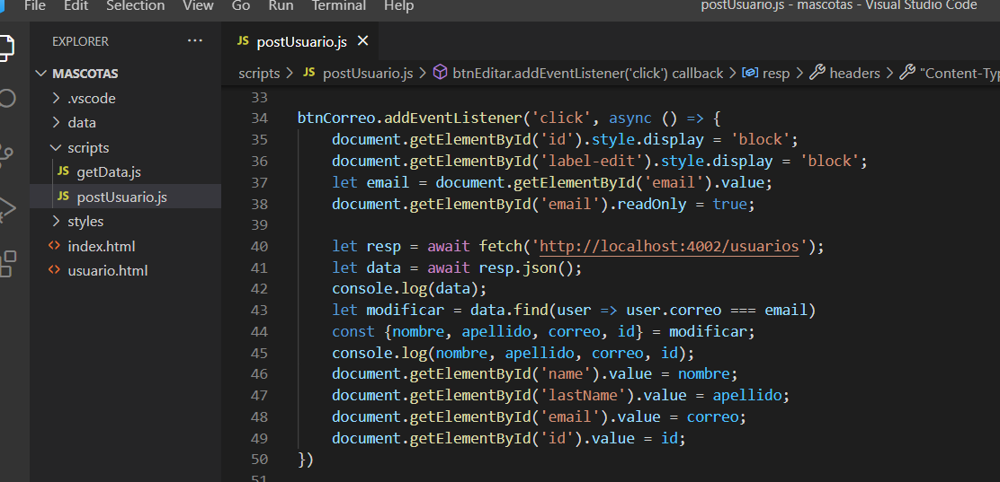 File Edit Selection View Go Run Terminal Help postUsuario.js - mascotas - Visual Studio Code
EXPLORER ···
MASCOTAS
.vscode
data
scripts
JS getData.js
JS postUsuario.js
styles
<> index.html
<> usuario.html
JS postUsuario.js ×
scripts > JS postUsuario.js > btnEditar.addEventListener('click') callback > resp > headers > "Content-Typ
33
34 btnCorreo.addEventListener('click', async () => {
35 document.getElementById('id').style.display = 'block';
36 document.getElementById('label-edit').style.display = 'block';
37 let email = document.getElementById('email').value;
38 document.getElementById('email').readOnly = true;
39
40 let resp = await fetch('http://localhost:4002/usuarios');
41 let data = await resp.json();
42 console.log(data);
43 let modificar = data.find(user => user.correo === email)
44 const {nombre, apellido, correo, id} = modificar;
45 console.log(nombre, apellido, correo, id);
46 document.getElementById('name').value = nombre;
47 document.getElementById('lastName').value = apellido;
48 document.getElementById('email').value = correo;
49 document.getElementById('id').value = id;
50 })
51